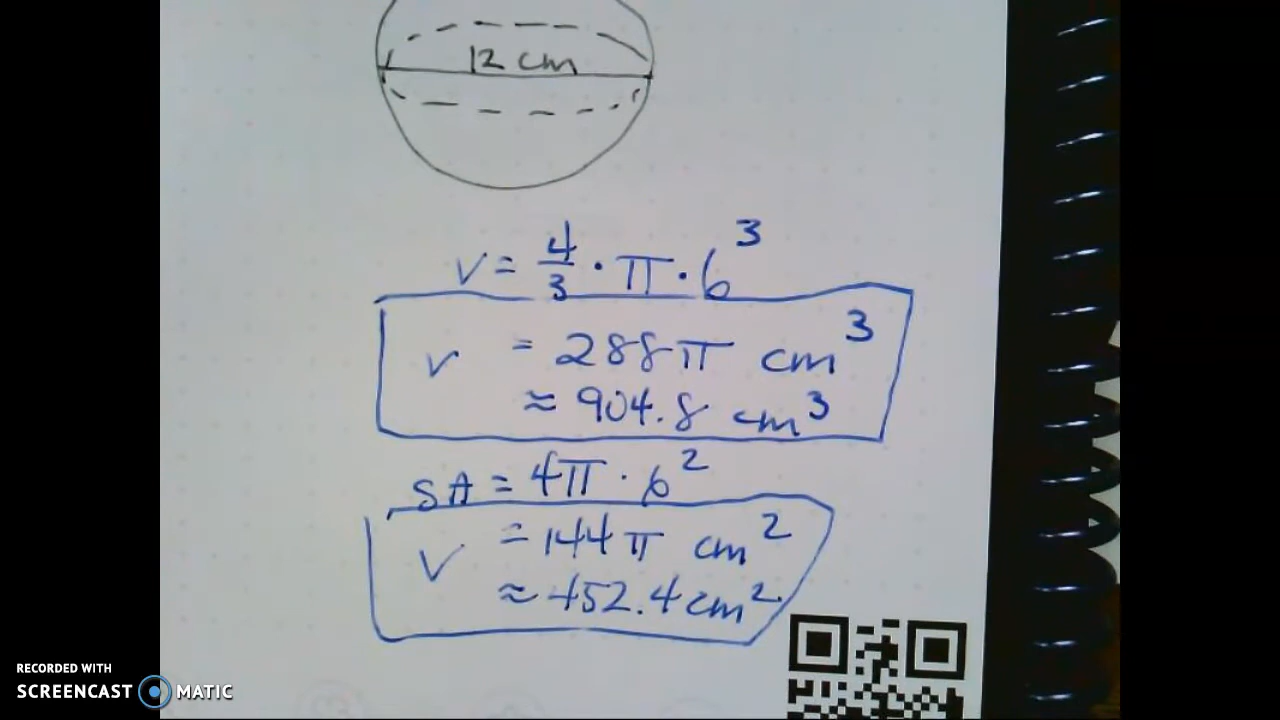 12 cm
V = 4/3 · π · 6³
V = 288π cm³
≈ 904.8 cm³
SA = 4π · 6²
V = 144π cm²
≈ 452.4 cm²
RECORDED WITH
SCREENCAST MATIC